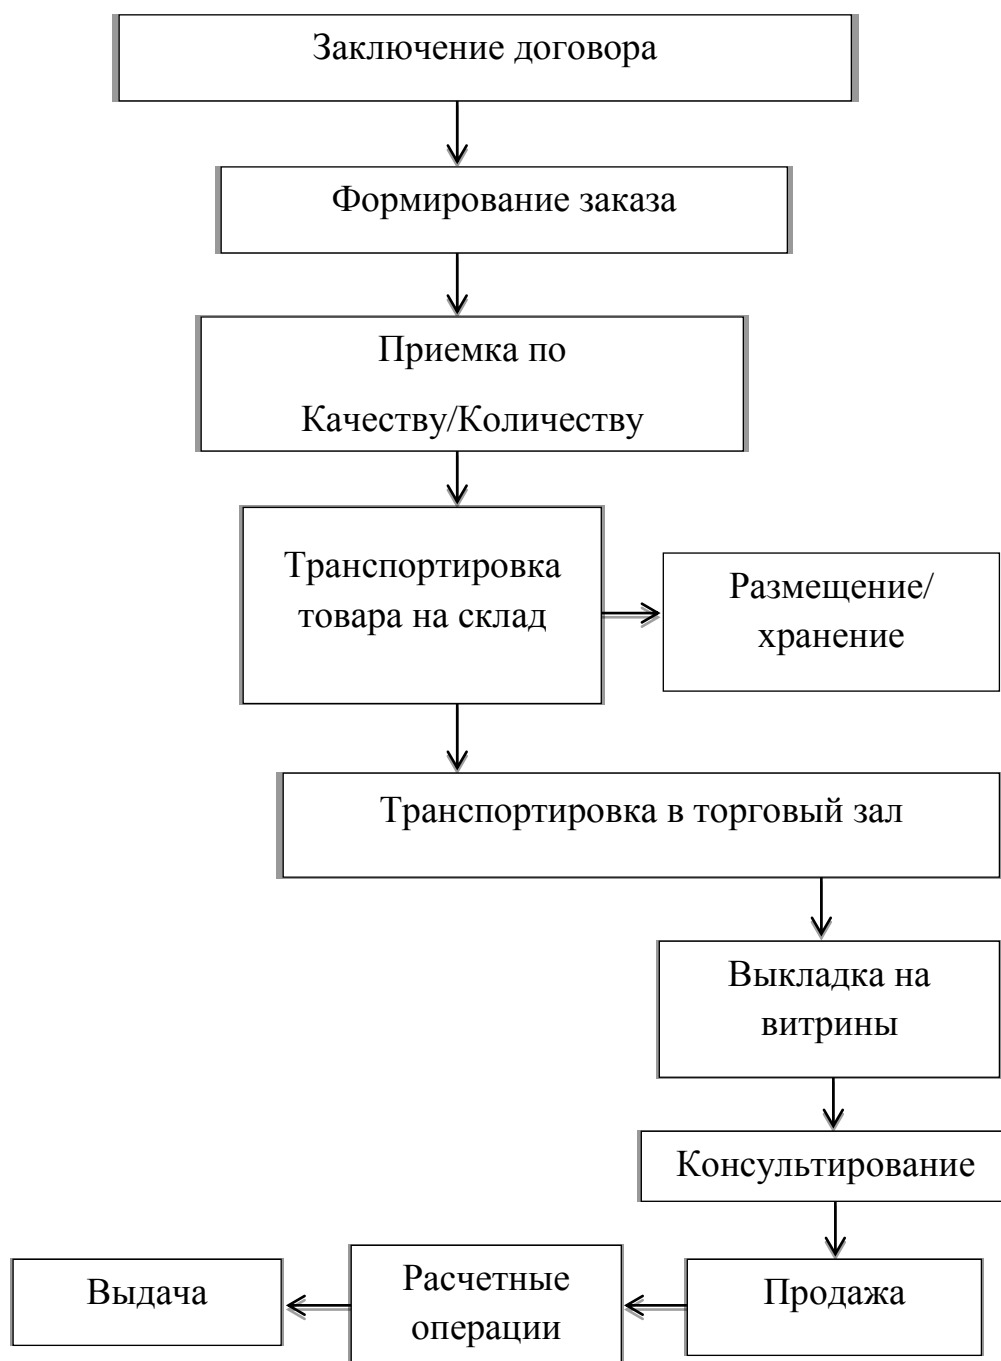 Заключение договора
Формирование заказа
Приемка по
Качеству/Количеству
Транспортировка
товара на склад
Размещение/
хранение
Транспортировка в торговый зал
Выкладка на
витрины
Консультирование
Продажа
Расчетные
операции
Выдача